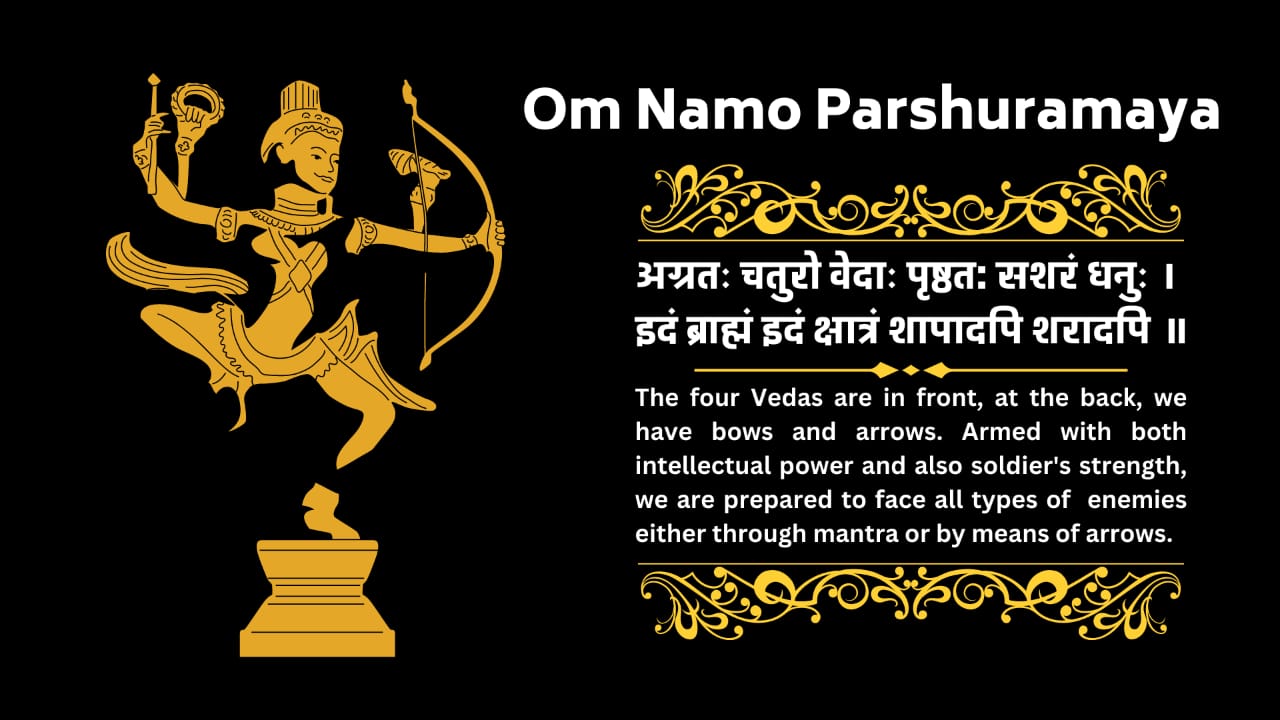 Om Namo Parshuramaya
अग्रतः चतुरो वेदाः पृष्ठत: सशरं धनुः ।
इदं ब्राह्मं इदं क्षात्रं शापादपि शरादपि ॥
The four Vedas are in front, at the back, we
have bows and arrows. Armed with both
intellectual power and also soldier's strength,
we are prepared to face all types of enemies
either through mantra or by means of arrows.